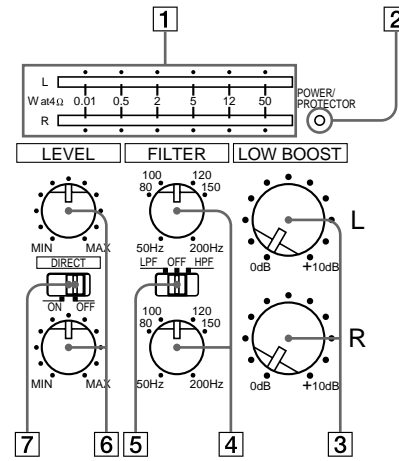 1 2
L
POWER/
PROTECTOR
W at4Ω 0.01 0.5 2 5 12 50
R
LEVEL FILTER LOW BOOST
100 120
80 150
MIN MAX 50Hz 200Hz L
0dB +10dB
DIRECT LPF OFF HPF
ON OFF
100 120
80 150
R
MIN MAX 50Hz 200Hz
0dB +10dB
7 6 5 4 3